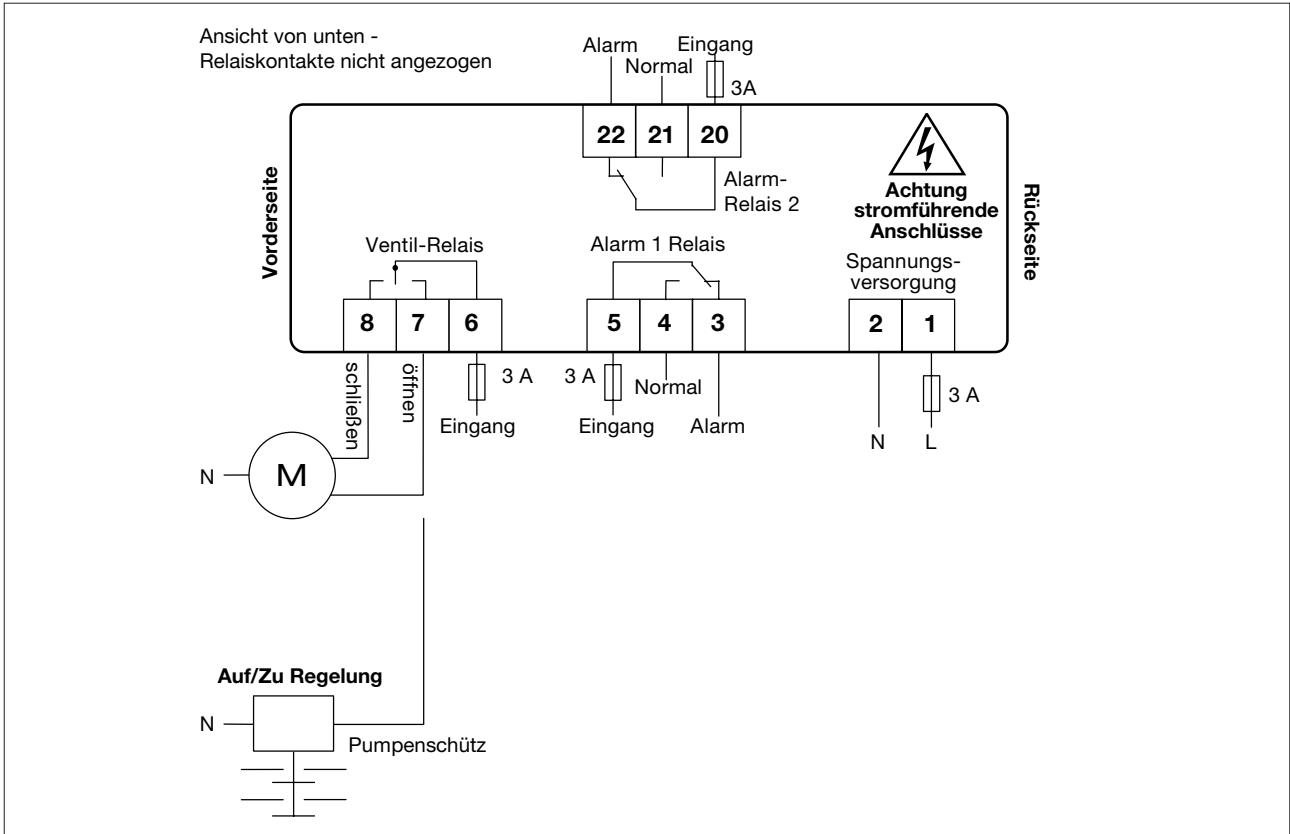 Ansicht von unten -
Relaiskontakte nicht angezogen
Alarm
Normal
Eingang
3A
22
21
20
Alarm-
Relais 2
Achtung
stromführende
Anschlüsse
Vorderseite
Rückseite
Ventil-Relais
Alarm 1 Relais
Spannungs-
versorgung
8
7
6
5
4
3
2
1
schließen
öffnen
3 A
Eingang
3 A
Eingang
Normal
Alarm
N
3 A
L
N
M
Auf/Zu Regelung
N
Pumpenschütz